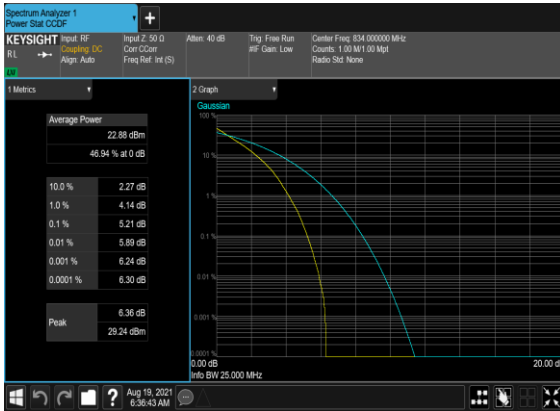 Spectrum Analyzer 1
Power Stat CCDF
KEYSIGHT
RL
LXI
Input: RF
Coupling: DC
Align: Auto
Input Z: 50 Ω
Corr CCorr
Freq Ref: Int (S)
Atten: 40 dB
Trig: Free Run
#IF Gain: Low
Center Freq: 834.000000 MHz
Counts: 1.00 M/1.00 Mpt
Radio Std: None
1 Metrics
Average Power
22.88 dBm
46.94 % at 0 dB
10.0 % 2.27 dB
1.0 % 4.14 dB
0.1 % 5.21 dB
0.01 % 5.89 dB
0.001 % 6.24 dB
0.0001 % 6.30 dB
Peak
6.36 dB
29.24 dBm
2 Graph
Gaussian
100 %
10 %
1 %
0.1 %
0.01 %
0.001 %
0.0001 %
0.00 dB
20.00 d
Info BW 25.000 MHz
?
Aug 19, 2021
6:36:43 AM